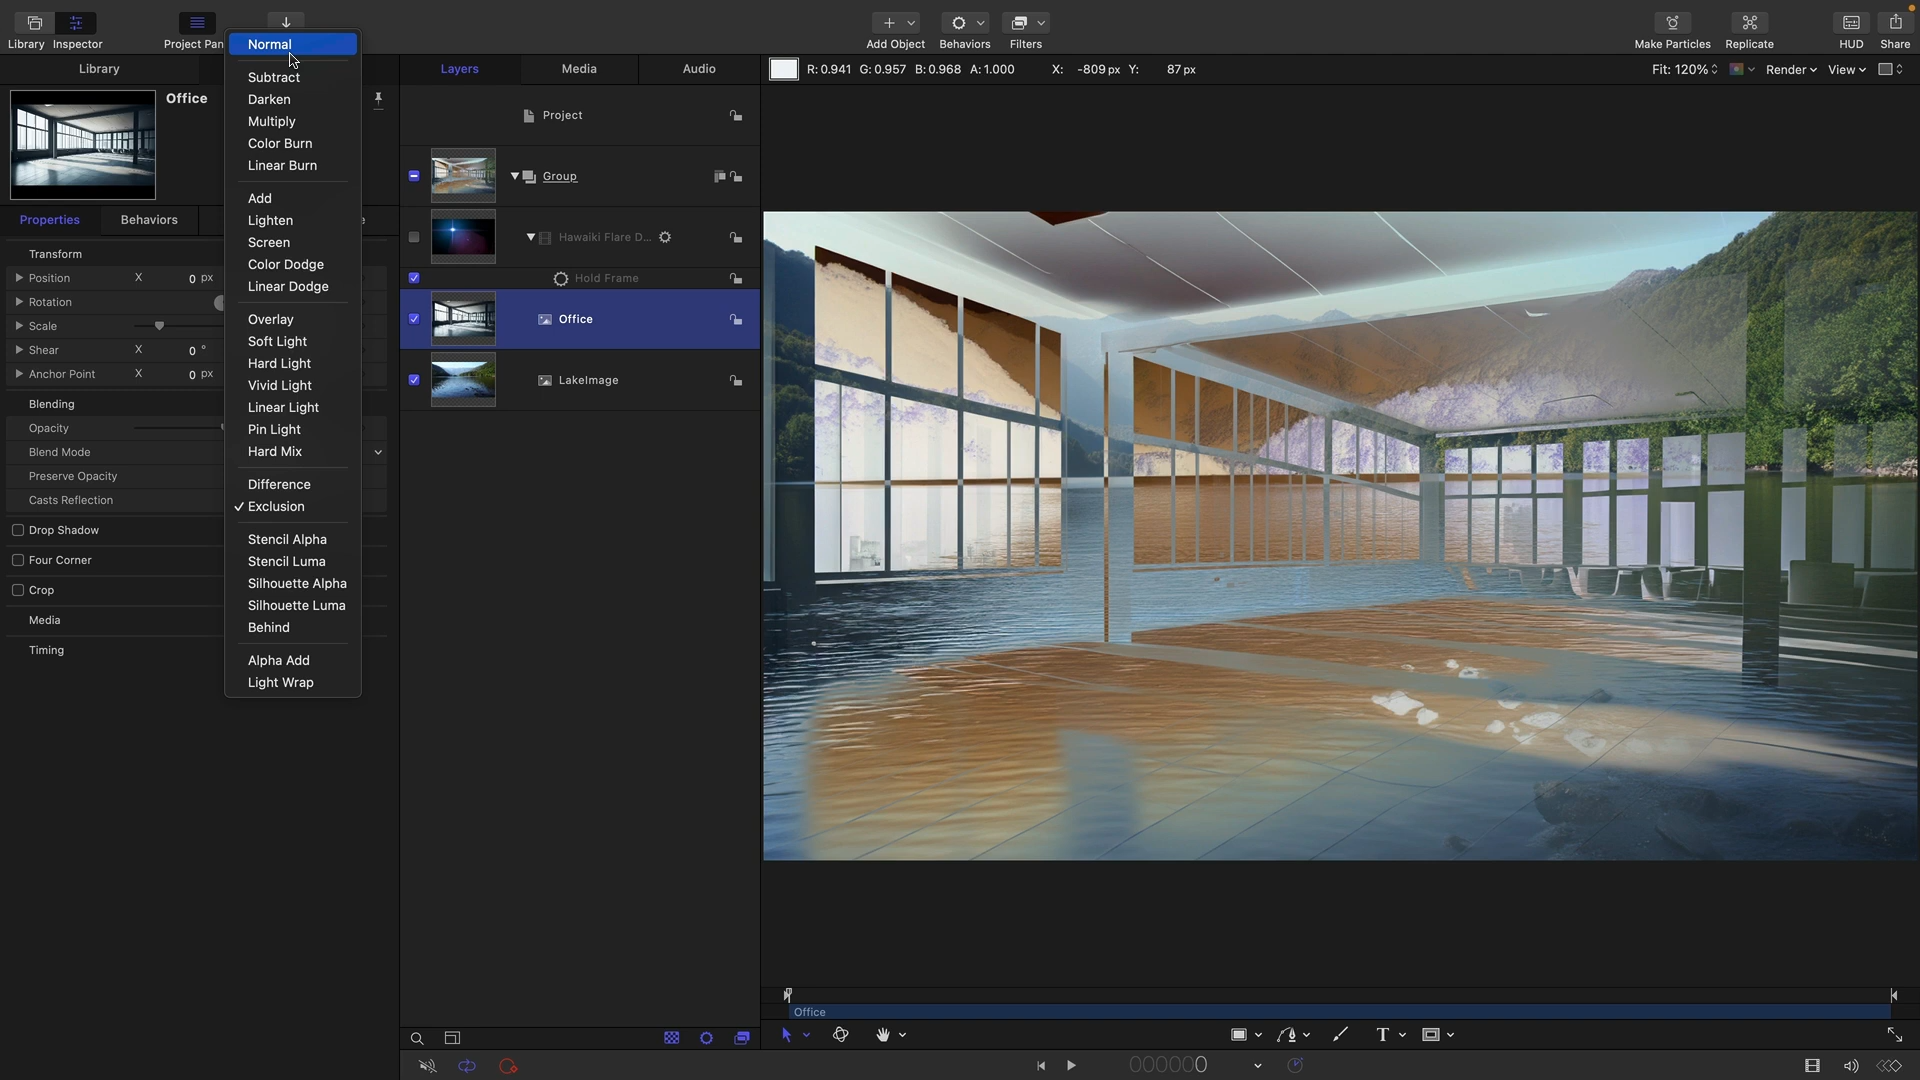 Library
Inspector
Project Pan
Add Object
Behaviors
Filters
Make Particles
Replicate
HUD
Share
Library
Office
Properties
Behaviors
e
Transform
Position X 0 px
Rotation
Scale
Shear X 0 °
Anchor Point X 0 px
Blending
Opacity
Blend Mode
Preserve Opacity
Casts Reflection
Drop Shadow
Four Corner
Crop
Media
Timing
Normal
Subtract
Darken
Multiply
Color Burn
Linear Burn
Add
Lighten
Screen
Color Dodge
Linear Dodge
Overlay
Soft Light
Hard Light
Vivid Light
Linear Light
Pin Light
Hard Mix
Difference
✓ Exclusion
Stencil Alpha
Stencil Luma
Silhouette Alpha
Silhouette Luma
Behind
Alpha Add
Light Wrap
Layers
Media
Audio
Project
Group
Hawaiki Flare D...
Hold Frame
Office
LakeImage
R: 0.941 G: 0.957 B: 0.968 A: 1.000 X: -809 px Y: 87 px
Fit: 120%
Render
View
Office
T
000000